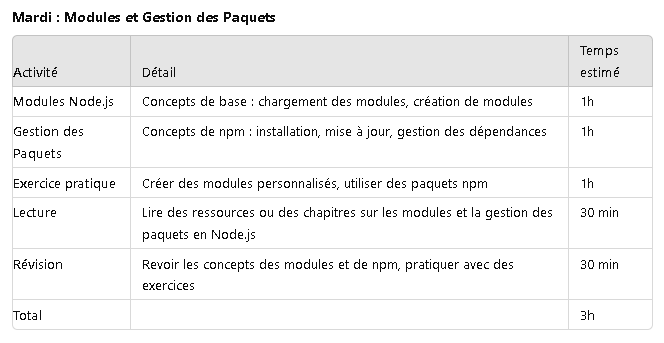 Mardi : Modules et Gestion des Paquets
Activité Détail Temps estimé
Modules Node.js Concepts de base : chargement des modules, création de modules 1h
Gestion des Paquets Concepts de npm : installation, mise à jour, gestion des dépendances 1h
Exercice pratique Créer des modules personnalisés, utiliser des paquets npm 1h
Lecture Lire des ressources ou des chapitres sur les modules et la gestion des paquets en Node.js 30 min
Révision Revoir les concepts des modules et de npm, pratiquer avec des exercices 30 min
Total 3h